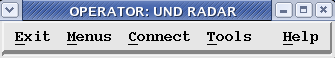 OPERATOR: UND RADAR
Exit Menus Connect Tools Help